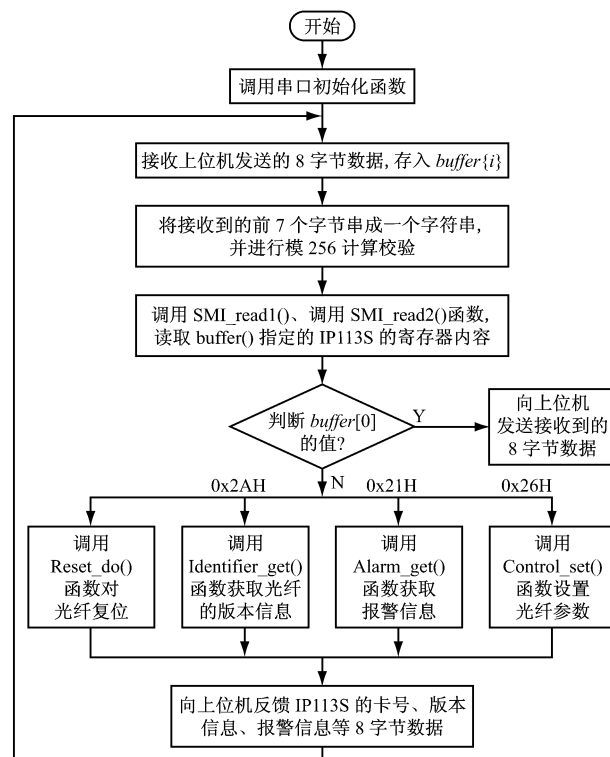 开始
调用串口初始化函数
接收上位机发送的 8 字节数据,存入 buffer{i}
将接收到的前 7 个字节串成一个字符串,
并进行模 256 计算校验
调用 SMI_read1()、调用 SMI_read2()函数,
读取 buffer() 指定的 IP113S 的寄存器内容
判断 buffer[0]
的值?
Y
向上位机
发送接收到的
8 字节数据
N
0x2AH
0x21H
0x26H
调用
Reset_do()
函数对
光纤复位
调用
Identifier_get()
函数获取光纤
的版本信息
调用
Alarm_get()
函数获取
报警信息
调用
Control_set()
函数设置
光纤参数
向上位机反馈 IP113S 的卡号、版本
信息、报警信息等 8 字节数据